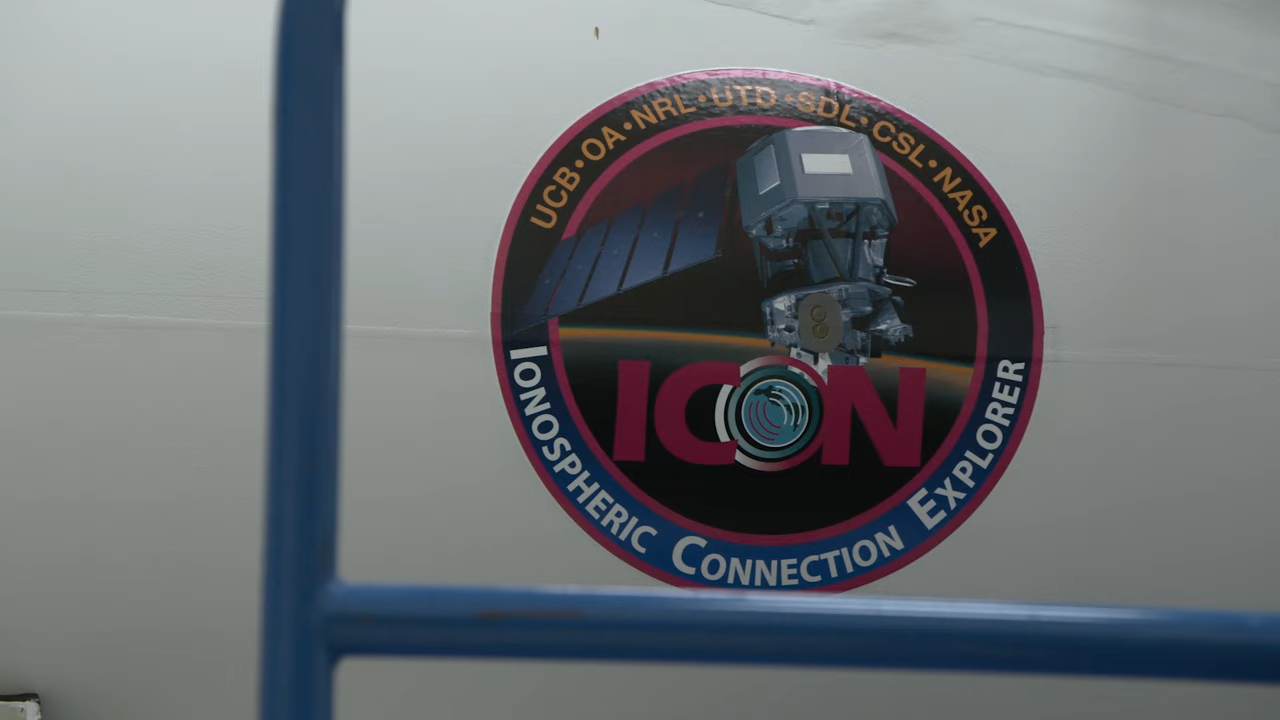 UCB•OA•NRL•UTD•SDL•CSL•NASA
ICON
IONOSPHERIC CONNECTION EXPLORER